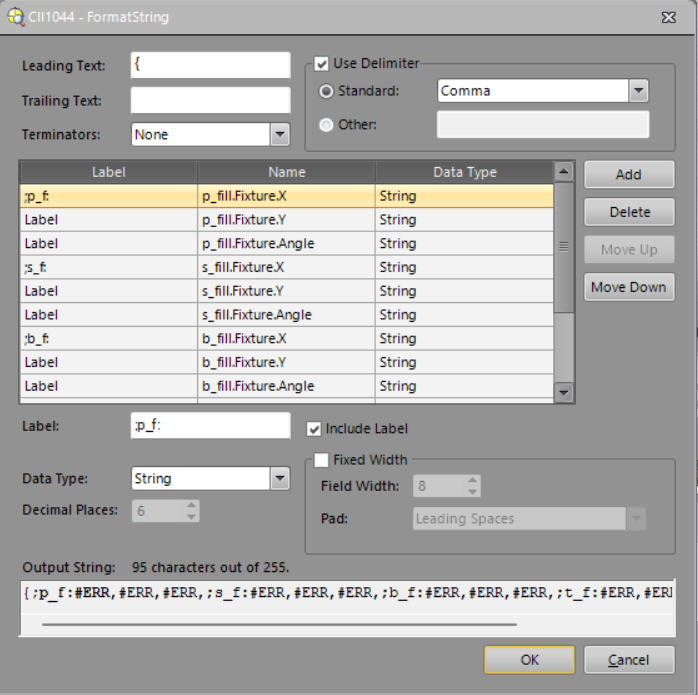 CII1044 - FormatString
Leading Text: {
Use Delimiter
Trailing Text:
Standard: Comma
Terminators: None
Other:
Label Name Data Type
;p_f: p_fill.Fixture.X String
Label p_fill.Fixture.Y String
Label p_fill.Fixture.Angle String
;s_f: s_fill.Fixture.X String
Label s_fill.Fixture.Y String
Label s_fill.Fixture.Angle String
;b_f: b_fill.Fixture.X String
Label b_fill.Fixture.Y String
Label b_fill.Fixture.Angle String
Add
Delete
Move Up
Move Down
Label: ;p_f:
Include Label
Data Type: String
Decimal Places: 6
Fixed Width
Field Width: 8
Pad: Leading Spaces
Output String: 95 characters out of 255.
{;p_f:#ERR,#ERR,#ERR,;s_f:#ERR,#ERR,#ERR,;b_f:#ERR,#ERR,#ERR,;t_f:#ERR,#ERR
OK
Cancel